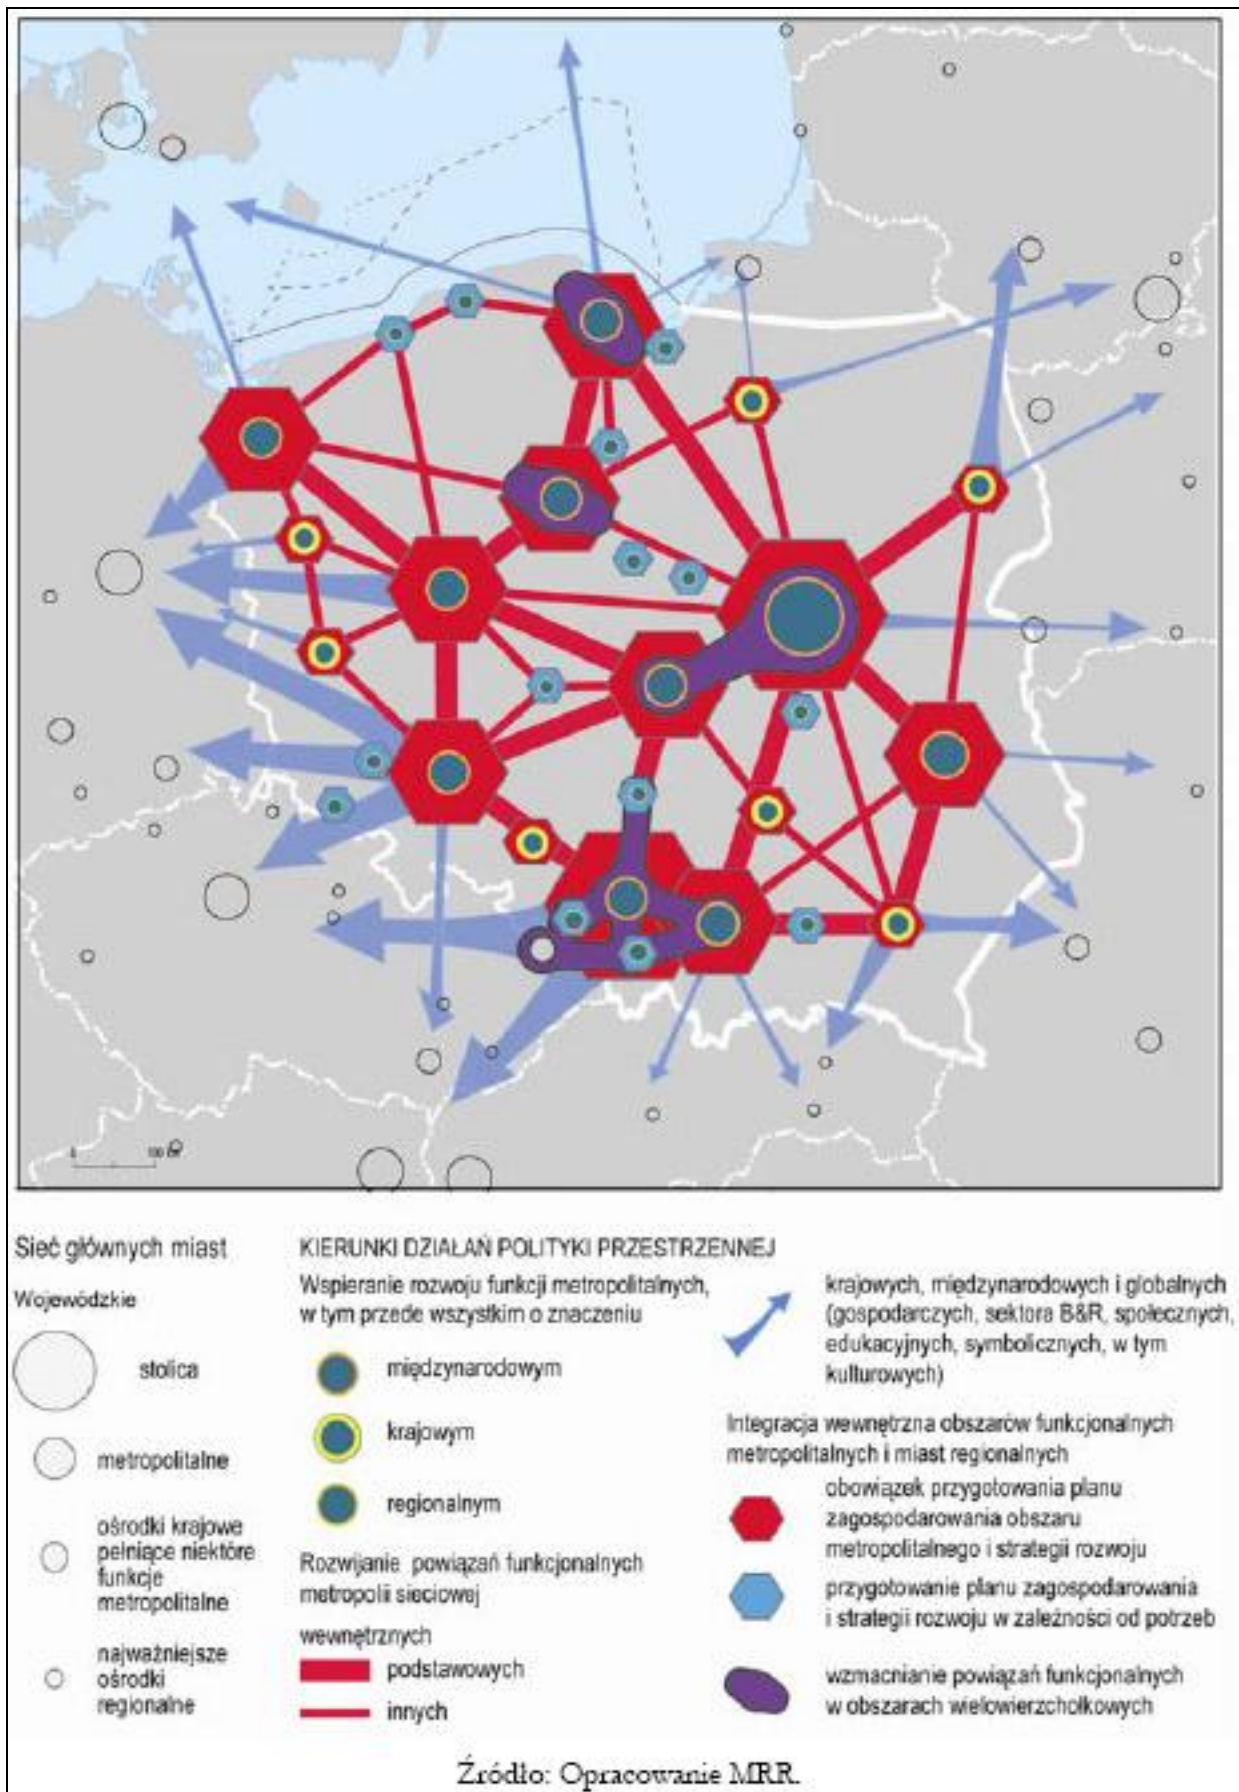 0 100 km
Sieć głównych miast
Wojewódzkie
stolica
metropolitalne
ośrodki krajowe
pełniące niektóre
funkcje
metropolitalne
najważniejsze
ośrodki
regionalne
KIERUNKI DZIAŁAŃ POLITYKI PRZESTRZENNEJ
Wspieranie rozwoju funkcji metropolitalnych,
w tym przede wszystkim o znaczeniu
międzynarodowym
krajowym
regionalnym
Rozwijanie powiązań funkcjonalnych
metropolii sieciowej
wewnętrznych
podstawowych
innych
krajowych, międzynarodowych i globalnych
(gospodarczych, sektora B&R, społecznych,
edukacyjnych, symbolicznych, w tym
kulturowych)
Integracja wewnętrzna obszarów funkcjonalnych
metropolitalnych i miast regionalnych
obowiązek przygotowania planu
zagospodarowania obszaru
metropolitalnego i strategii rozwoju
przygotowanie planu zagospodarowania
i strategii rozwoju w zależności od potrzeb
wzmacnianie powiązań funkcjonalnych
w obszarach wielowierzchołkowych
Źródło: Opracowanie MRR.